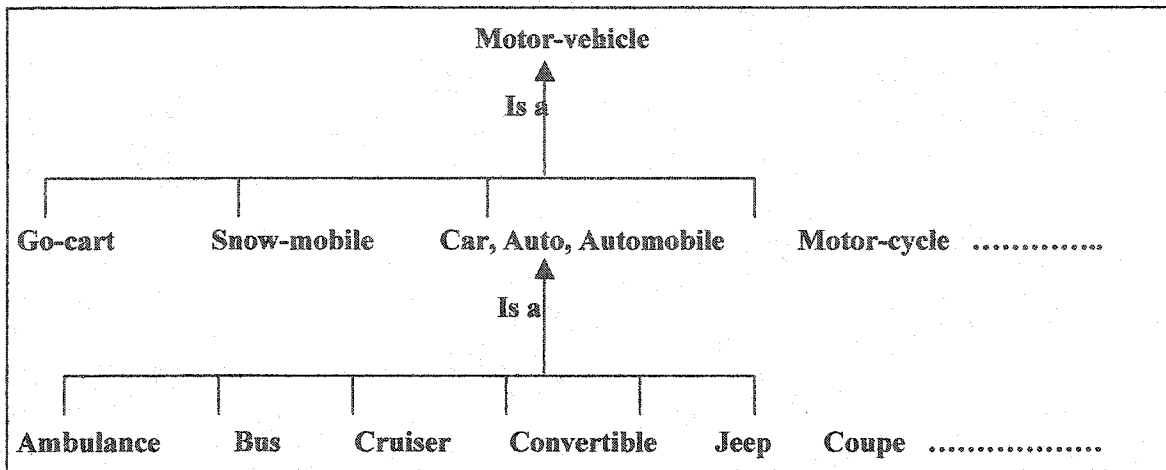 Motor-vehicle
Is a
Go-cart Snow-mobile Car, Auto, Automobile Motor-cycle ..............
Is a
Ambulance Bus Cruiser Convertible Jeep Coupe ...................